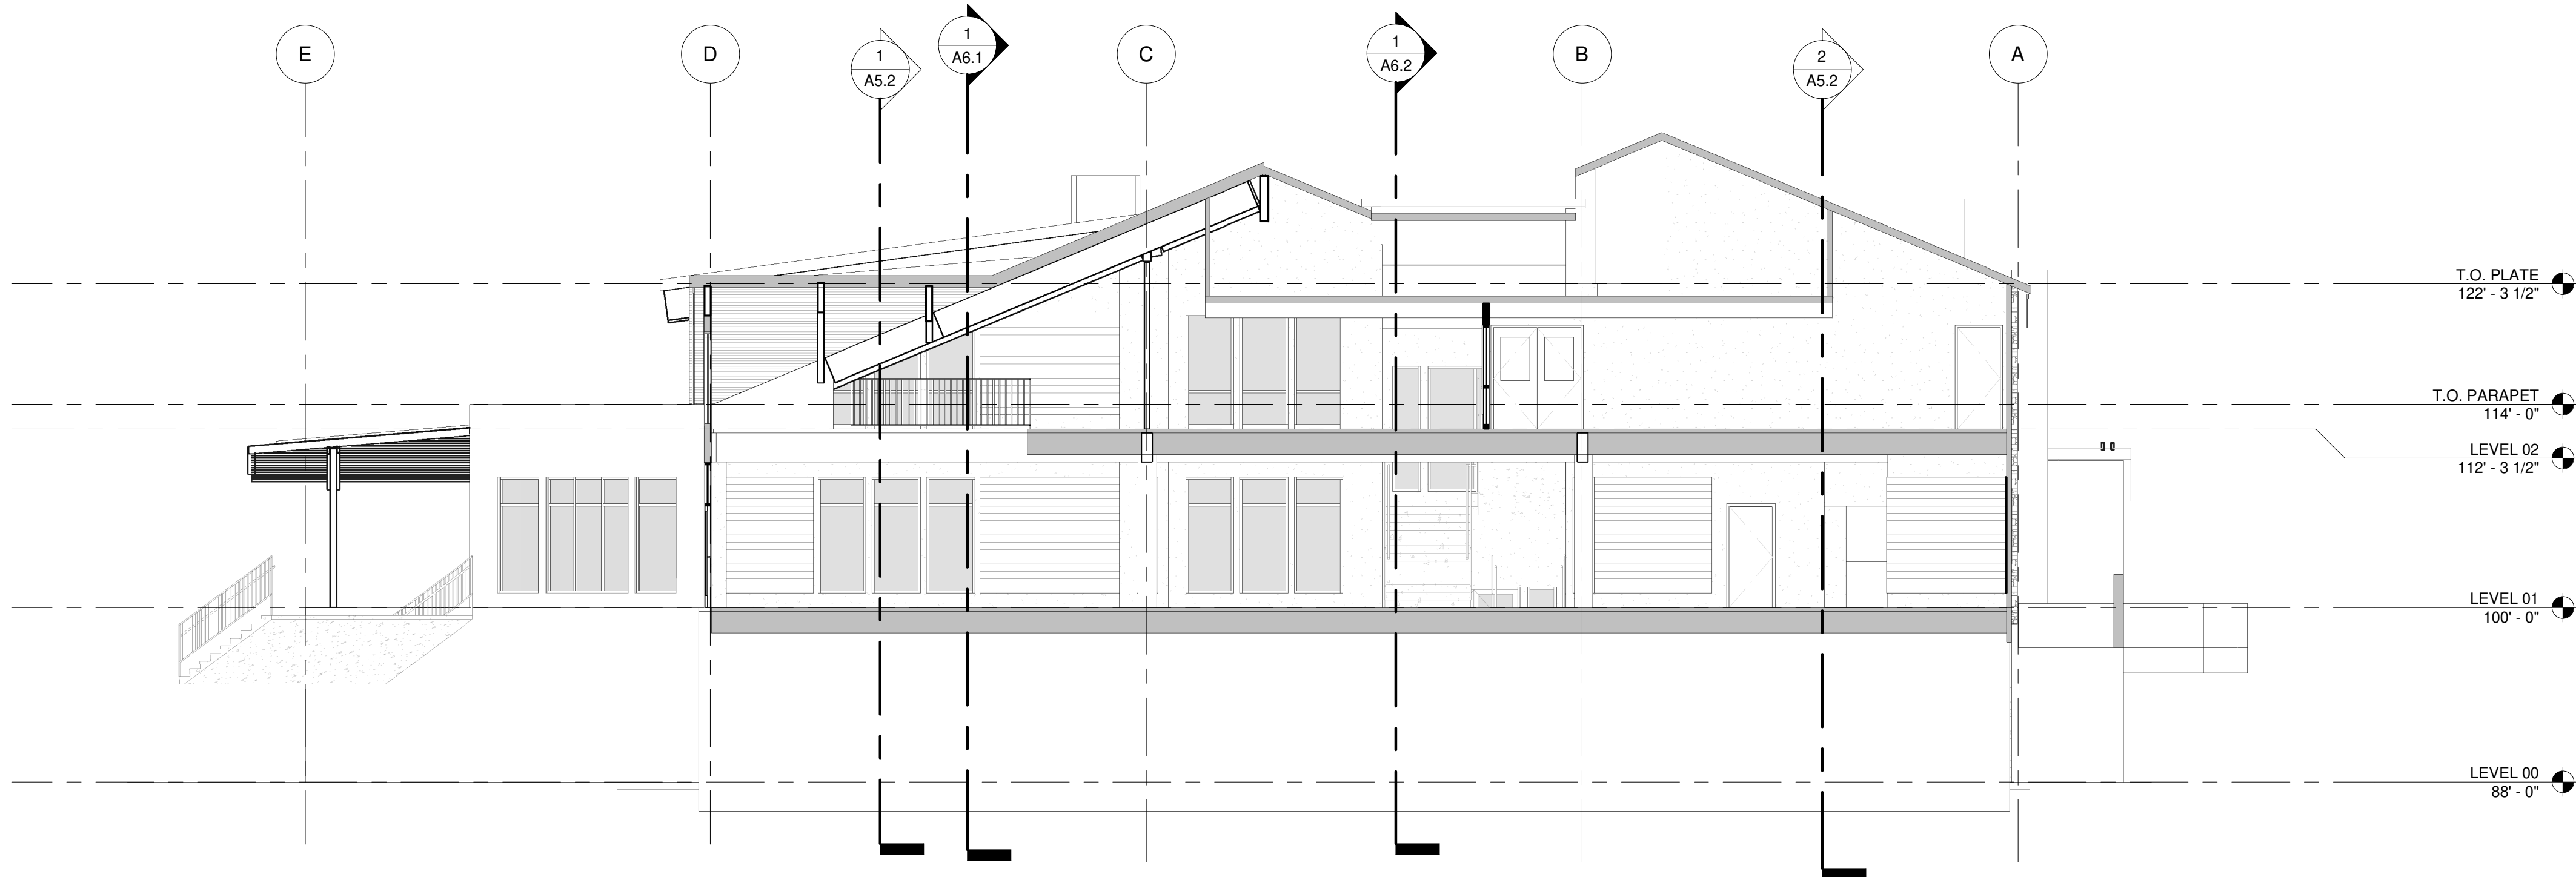 E
D
1
A5.2
1
A6.1
C
1
A6.2
B
2
A5.2
A
T.O. PLATE
122' - 3 1/2"
T.O. PARAPET
114' - 0"
LEVEL 02
112' - 3 1/2"
LEVEL 01
100' - 0"
LEVEL 00
88' - 0"